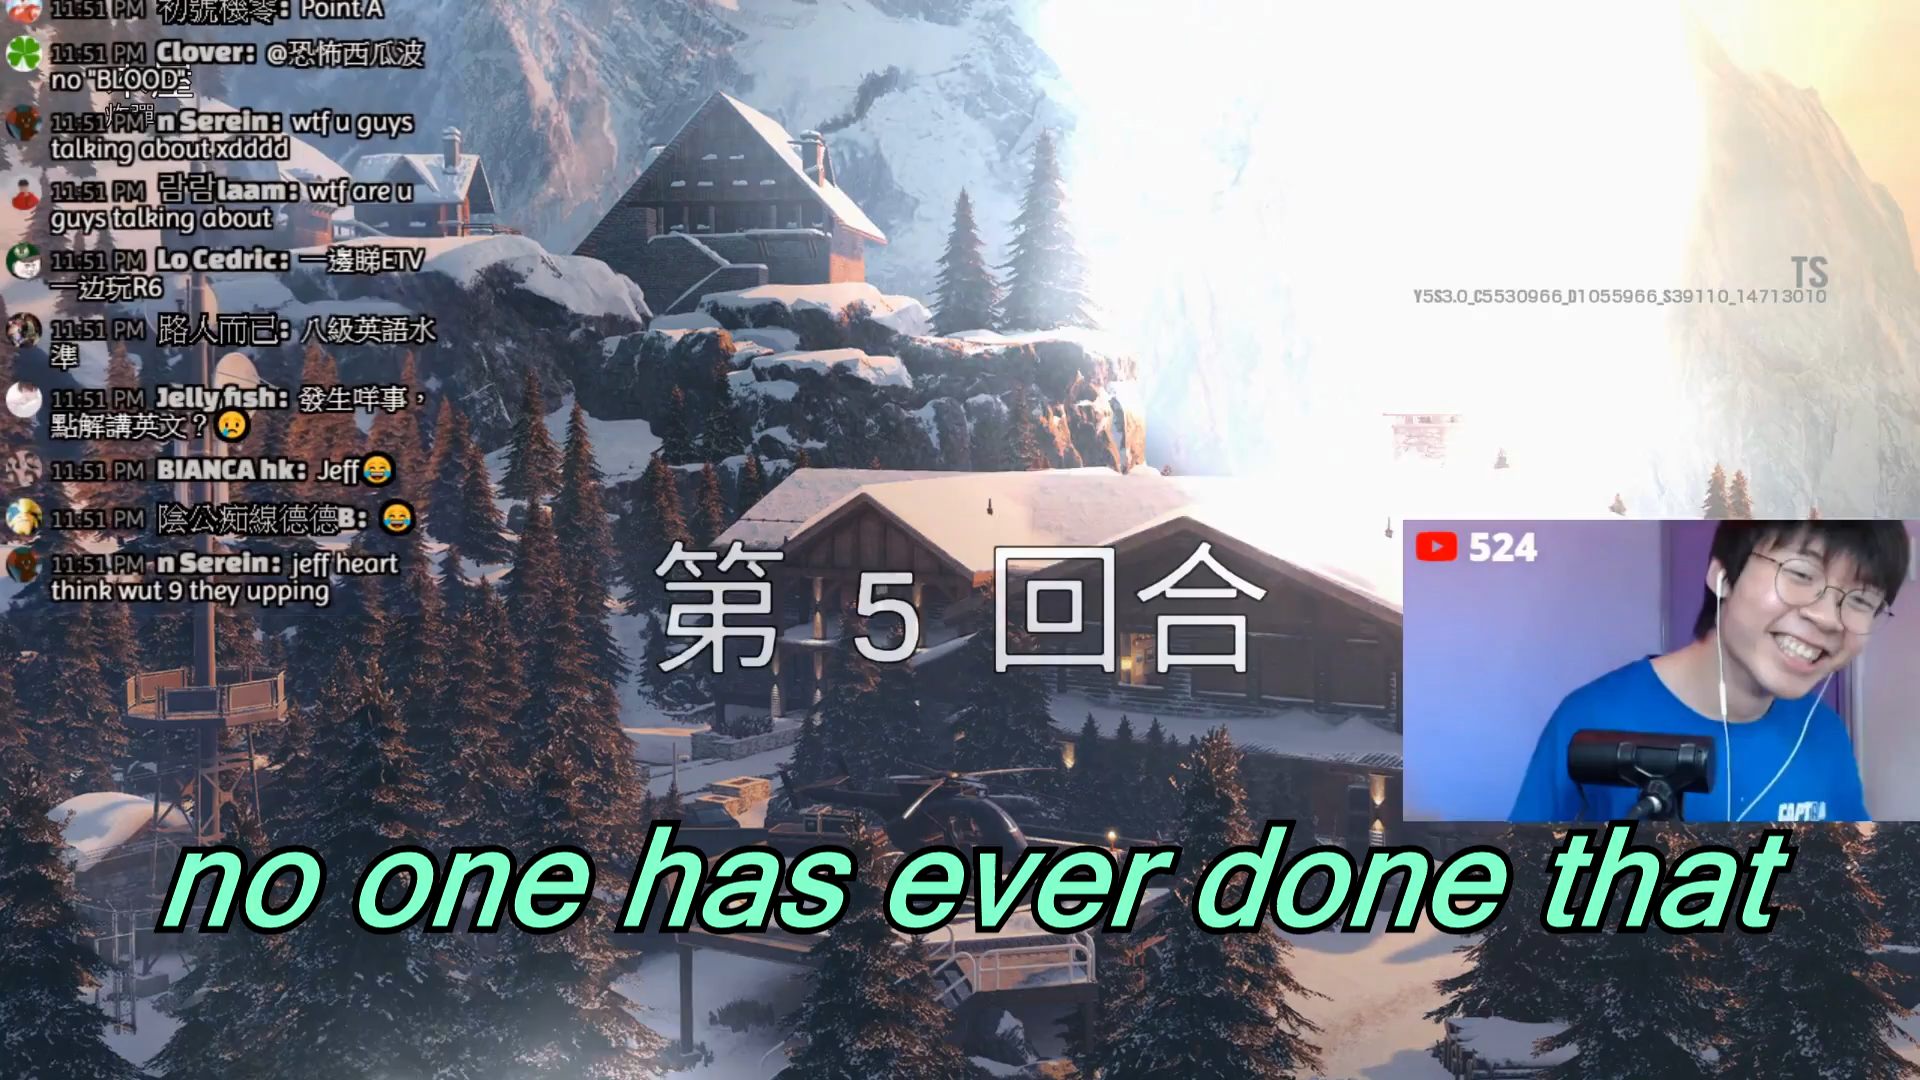 11:51 PM 初號機零: Point A
11:51 PM Clover: @恐怖西瓜波
no "BLOOD"
炸彈
11:51 PM n Serein: wtf u guys
talking about xdddd
11:51 PM 람람laam: wtf are u
guys talking about
11:51 PM Lo Cedric: 一邊睇ETV
一边玩R6
11:51 PM 路人而己: 八級英語水
準
11:51 PM Jellyfish: 發生咩事，
點解講英文？😢
11:51 PM BIANCA hk: Jeff😂
11:51 PM 陰公痴線德德B: 😂
11:51 PM n Serein: jeff heart
think wut 9 they upping
TS
Y5S3.0_C5530966_D1055966_S39110_14713010
第 5 回合
524
no one has ever done that